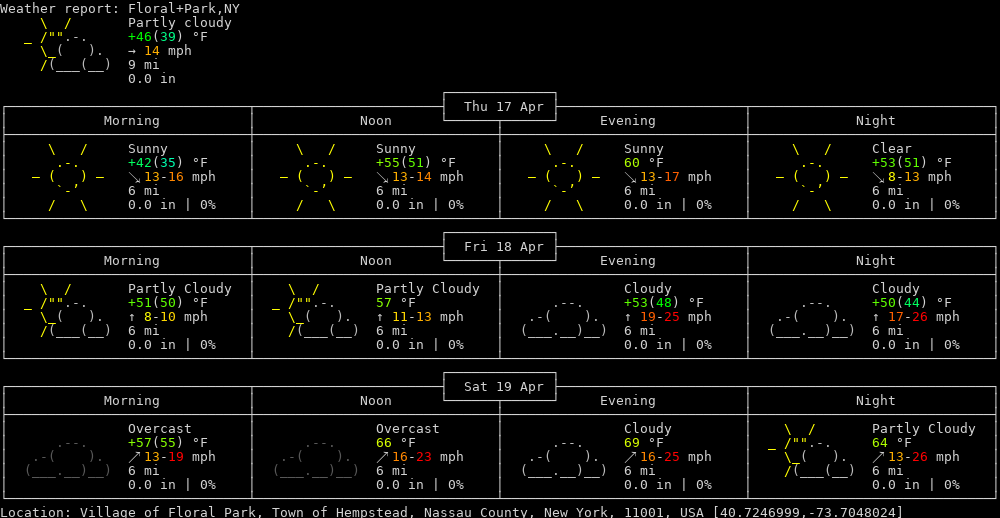 Weather report: Floral+Park,NY
Partly cloudy
+46(39) °F
→ 14 mph
9 mi
0.0 in
Thu 17 Apr
Morning Noon Evening Night
Sunny Sunny Sunny Clear
+42(35) °F +55(51) °F 60 °F +53(51) °F
↘ 13-16 mph ↘ 13-14 mph ↘ 13-17 mph ↘ 8-13 mph
6 mi 6 mi 6 mi 6 mi
0.0 in | 0% 0.0 in | 0% 0.0 in | 0% 0.0 in | 0%
Fri 18 Apr
Morning Noon Evening Night
Partly Cloudy Partly Cloudy Cloudy Cloudy
+51(50) °F 57 °F +53(48) °F +50(44) °F
↑ 8-10 mph ↑ 11-13 mph ↑ 19-25 mph ↑ 17-26 mph
6 mi 6 mi 6 mi 6 mi
0.0 in | 0% 0.0 in | 0% 0.0 in | 0% 0.0 in | 0%
Sat 19 Apr
Morning Noon Evening Night
Overcast Overcast Cloudy Partly Cloudy
+57(55) °F 66 °F 69 °F 64 °F
↗ 13-19 mph ↗ 16-23 mph ↗ 16-25 mph ↗ 13-26 mph
6 mi 6 mi 6 mi 6 mi
0.0 in | 0% 0.0 in | 0% 0.0 in | 0% 0.0 in | 0%
Location: Village of Floral Park, Town of Hempstead, Nassau County, New York, 11001, USA [40.7246999,-73.7048024]